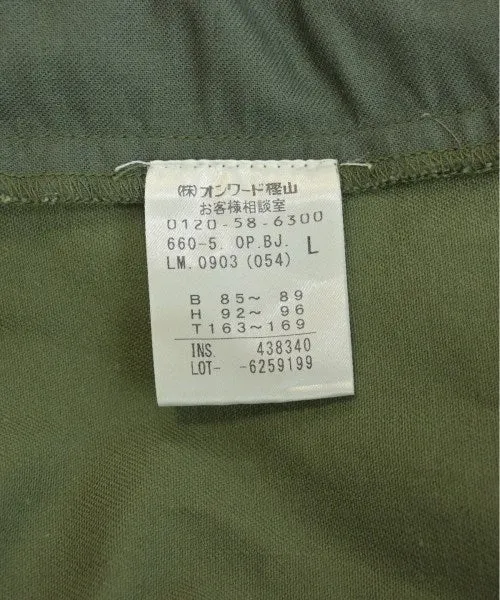 (株)オンワード樫山
お客様相談室
0120-58-6300
660-5. OP.BJ. L
LM.0903(054)
B 85～ 89
H 92～ 96
T163～169
INS. 438340
LOT- -6259199